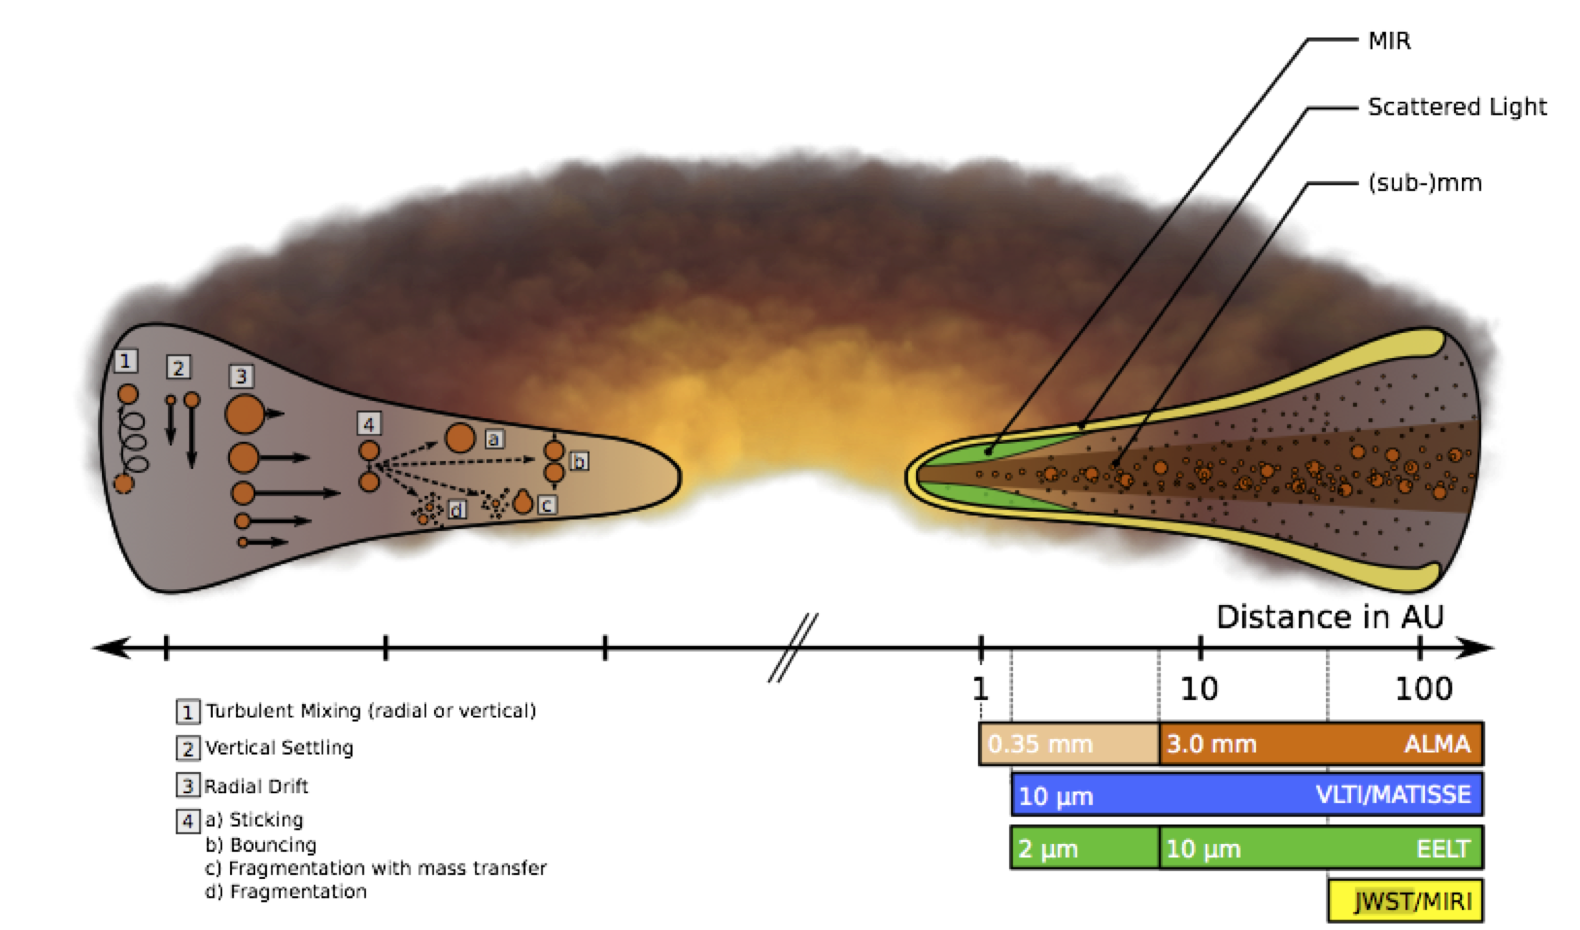 MIR
Scattered Light
(sub-)mm
1
2
3
4
a
b
c
d
Distance in AU
1 10 100
1 Turbulent Mixing (radial or vertical)
2 Vertical Settling
3 Radial Drift
4 a) Sticking
b) Bouncing
c) Fragmentation with mass transfer
d) Fragmentation
0.35 mm 3.0 mm ALMA
10 μm VLTI/MATISSE
2 μm 10 μm EELT
JWST/MIRI